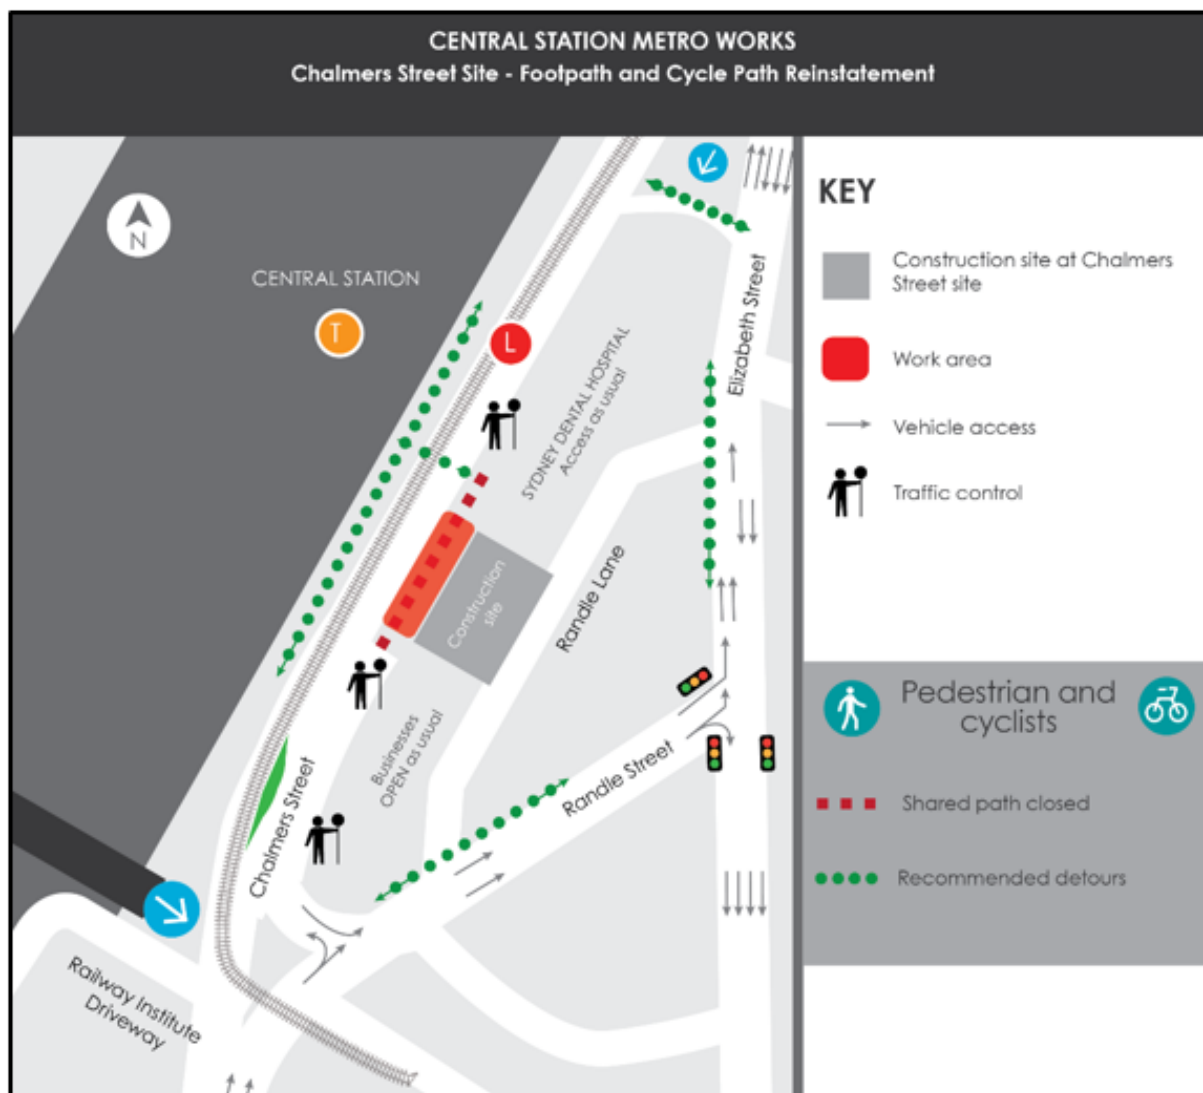 CENTRAL STATION METRO WORKS
Chalmers Street Site - Footpath and Cycle Path Reinstatement
N
CENTRAL STATION
T
L
SYDNEY DENTAL HOSPITAL
Access as usual
Elizabeth Street
Construction
site
Randle Lane
Businesses
OPEN as usual
Randle Street
Chalmers Street
Railway Institute
Driveway
KEY
Construction site at Chalmers
Street site
Work area
Vehicle access
Traffic control
Pedestrian and
cyclists
Shared path closed
Recommended detours